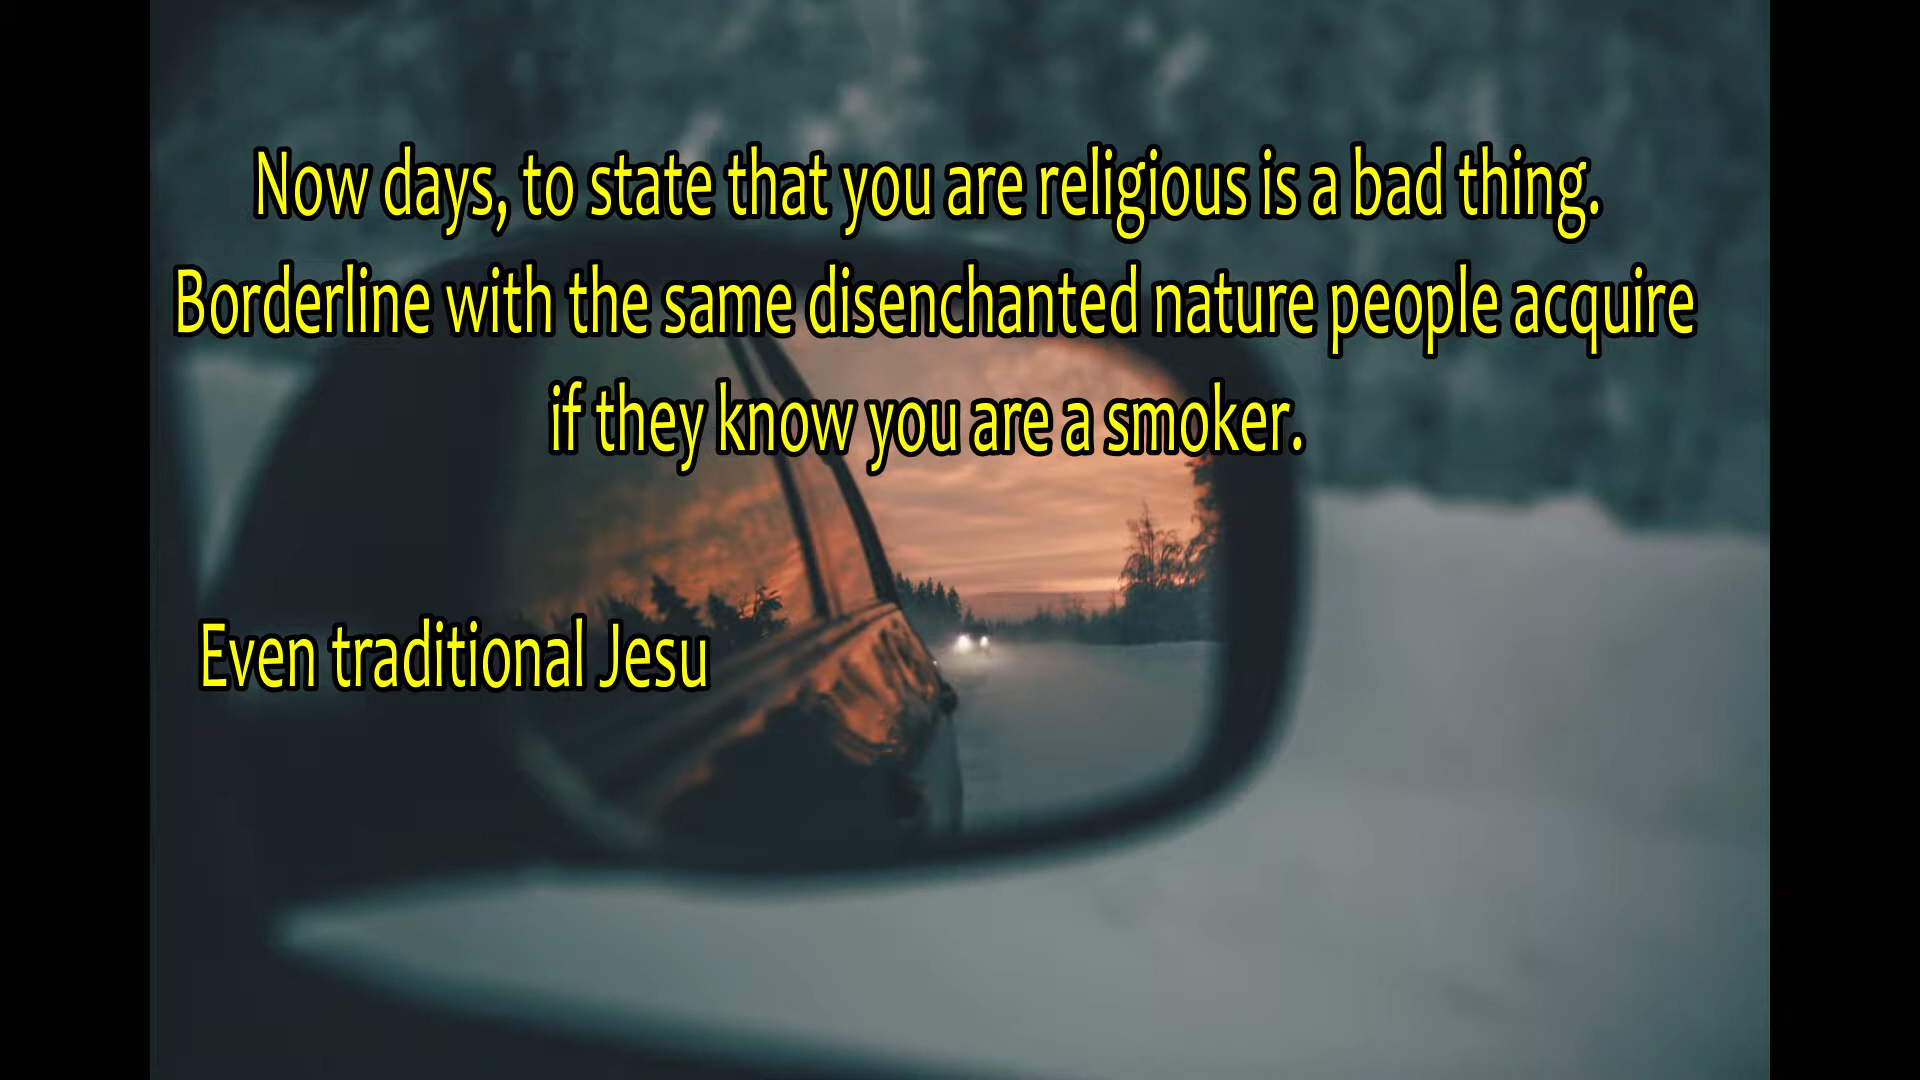 Now days, to state that you are religious is a bad thing.
Borderline with the same disenchanted nature people acquire
if they know you are a smoker.
Even traditional Jesu